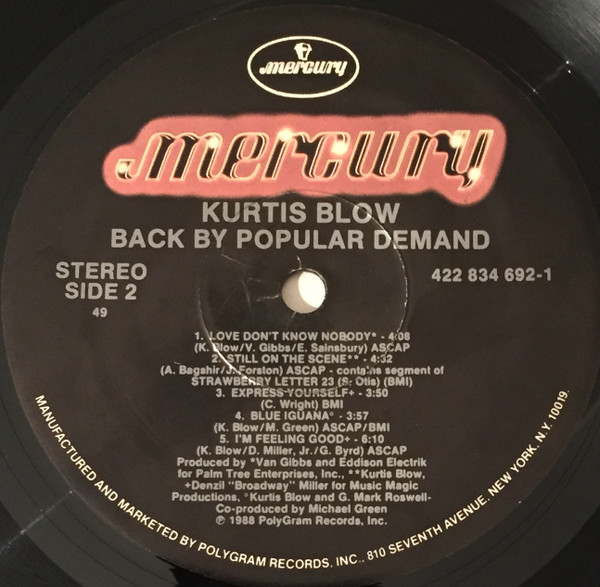 mercury
mercury
KURTIS BLOW
BACK BY POPULAR DEMAND
STEREO
SIDE 2
422 834 692-1
49
1. LOVE DON'T KNOW NOBODY* - 4:08
(K. Blow/V. Gibbs/E. Sainsbury) ASCAP
2. STILL ON THE SCENE** - 4:32
(A. Bagshir/J. Forston) ASCAP - contains segment of
STRAWBERRY LETTER 23 (S. Otis) (BMI)
3. EXPRESS YOURSELF+ - 3:50
(C. Wright) BMI
4. BLUE IGUANA* - 3:57
(K. Blow/M. Green) ASCAP/BMI
5. I'M FEELING GOOD+ - 6:10
(K. Blow/D. Miller, Jr./G. Byrd) ASCAP
Produced by *Van Gibbs and Eddison Electrik
for Palm Tree Enterprises, Inc., **Kurtis Blow,
+Denzil "Broadway" Miller for Music Magic
Productions, °Kurtis Blow and G. Mark Roswell-
Co-produced by Michael Green
℗ 1988 PolyGram Records, Inc.
MANUFACTURED AND MARKETED BY POLYGRAM RECORDS, INC., 810 SEVENTH AVENUE, NEW YORK, N.Y. 10019.